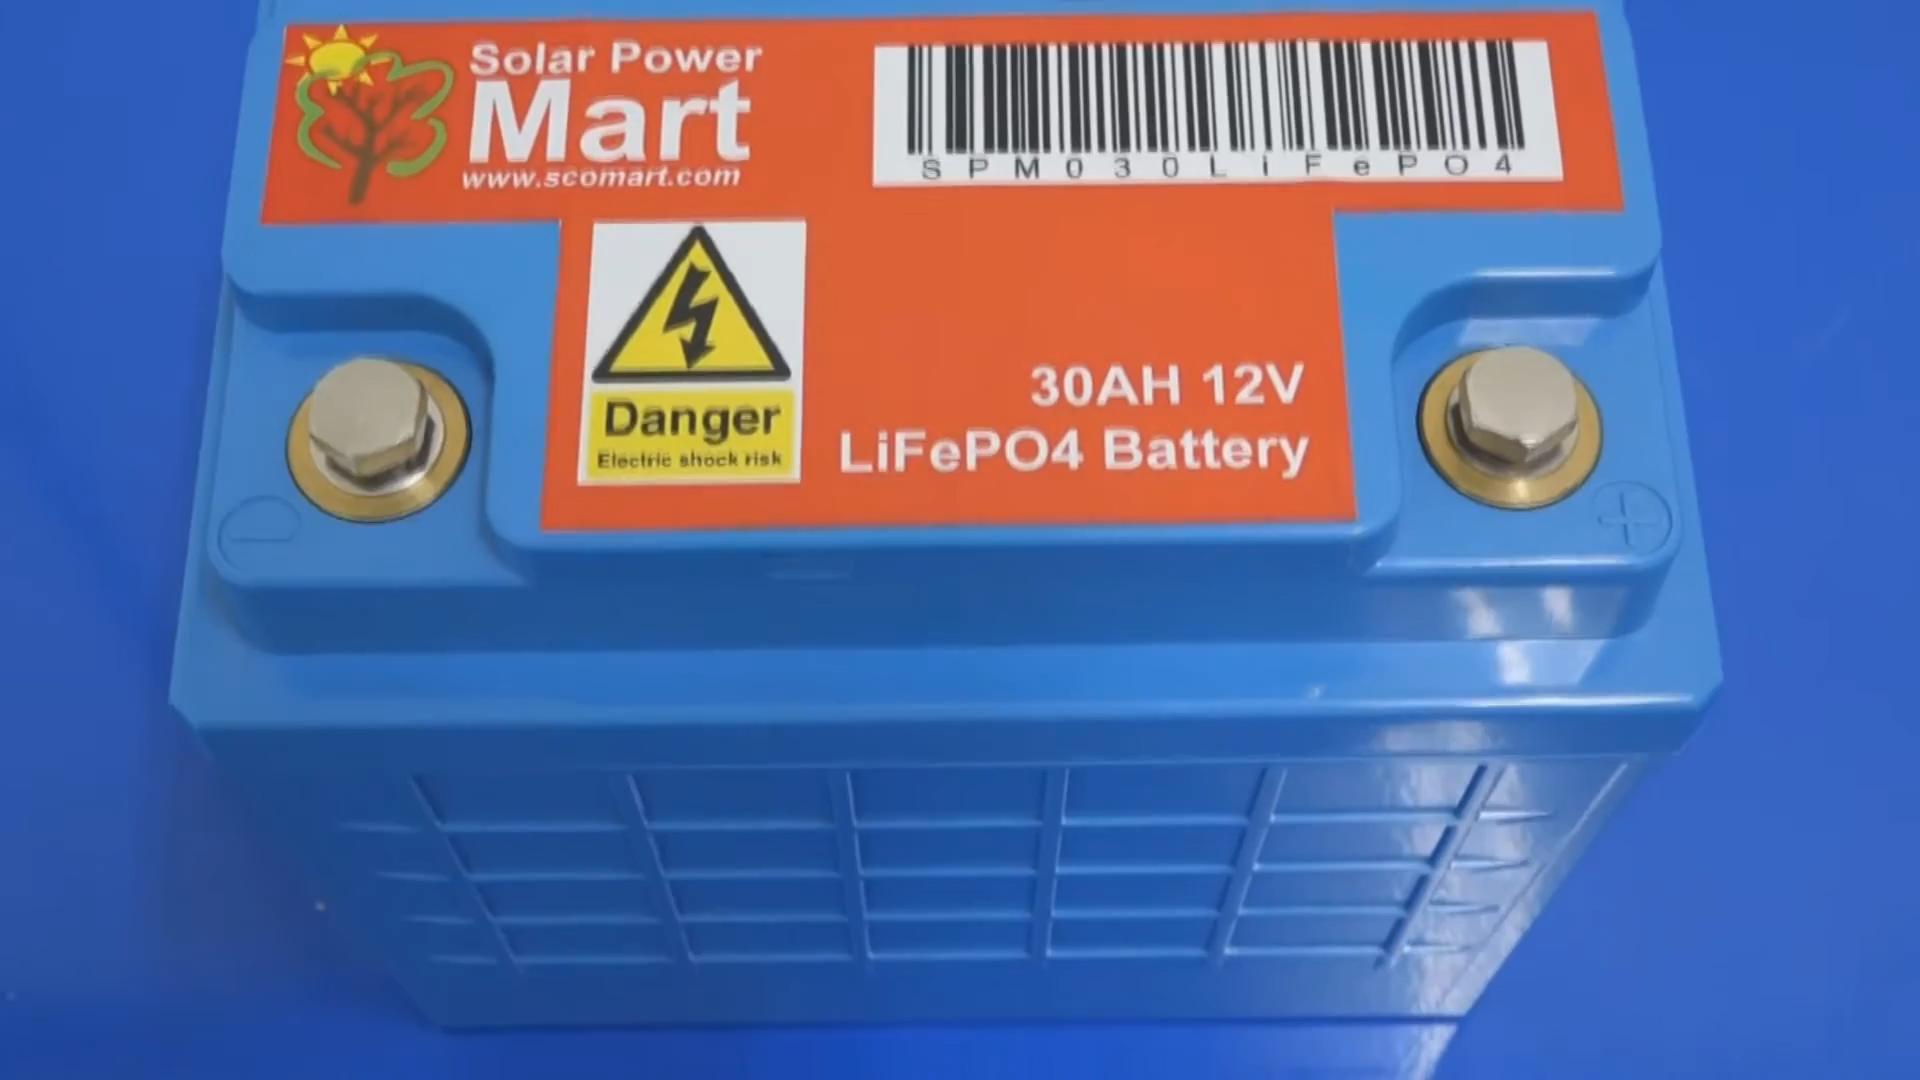 Solar Power
Mart
www.scomart.com
SPM030LiFePO4
Danger
Electric shock risk
30AH 12V
LiFePO4 Battery